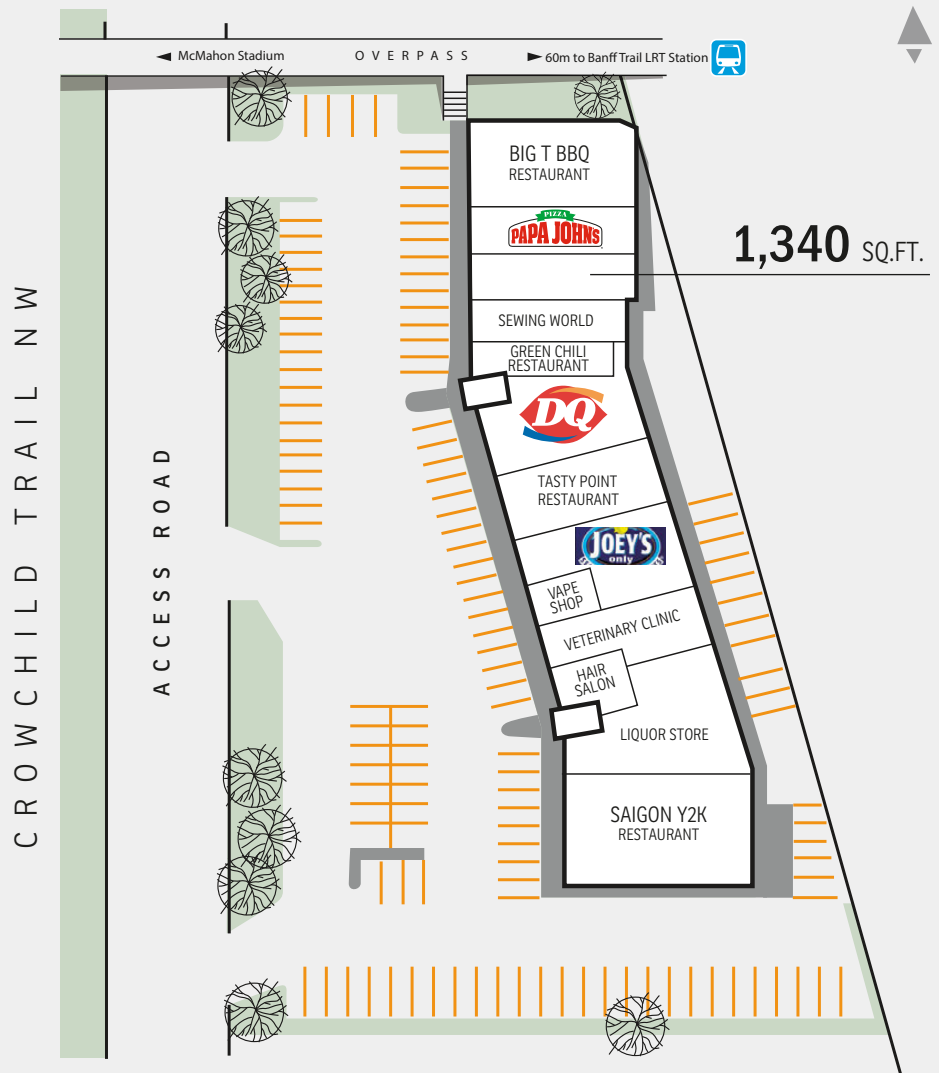 McMahon Stadium
OVERPASS
60m to Banff Trail LRT Station
BIG T BBQ
RESTAURANT
PIZZA
PAPA JOHNS
1,340 SQ.FT.
SEWING WORLD
GREEN CHILI
RESTAURANT
DQ
TASTY POINT
RESTAURANT
JOEY'S
only
VAPE
SHOP
VETERINARY CLINIC
HAIR
SALON
LIQUOR STORE
SAIGON Y2K
RESTAURANT
CROWCHILD TRAIL NW
ACCESS ROAD